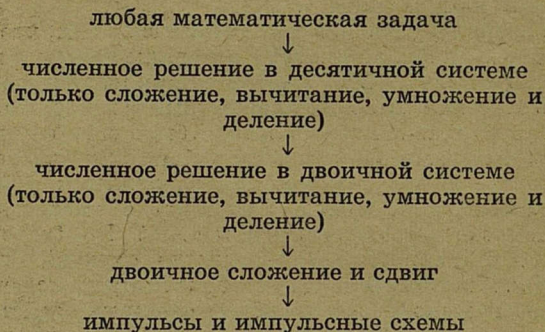 любая математическая задача
↓
численное решение в десятичной системе
(только сложение, вычитание, умножение и
деление)
↓
численное решение в двоичной системе
(только сложение, вычитание, умножение и
деление)
↓
двоичное сложение и сдвиг
↓
импульсы и импульсные схемы